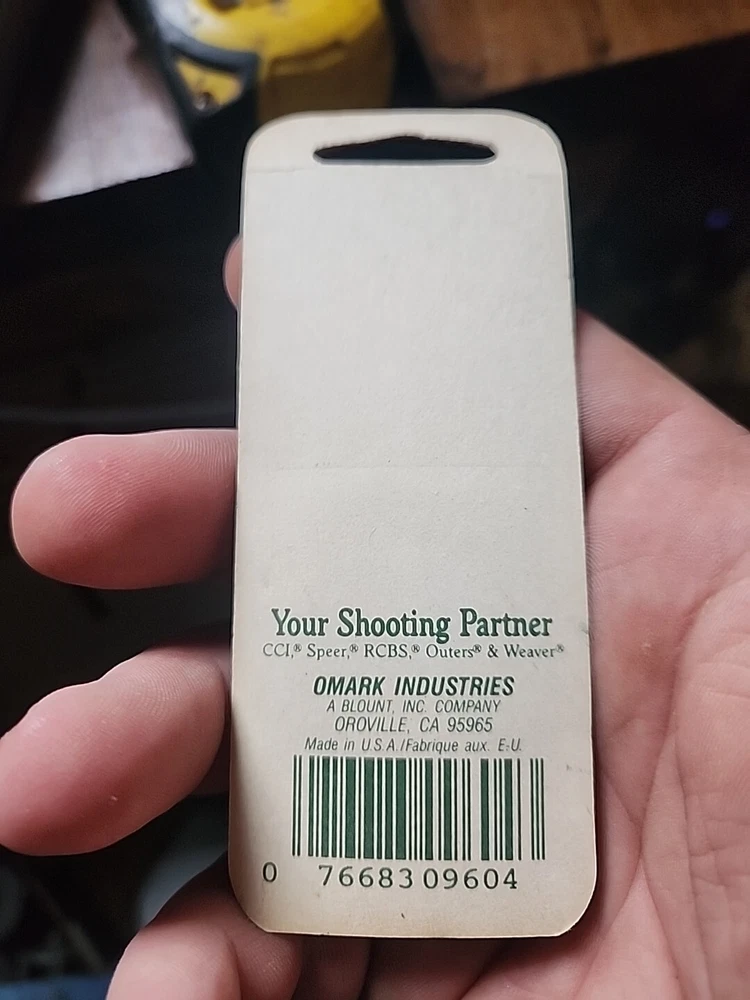 Your Shooting Partner
CCI,® Speer,® RCBS,® Outers® & Weaver®
OMARK INDUSTRIES
A BLOUNT, INC. COMPANY
OROVILLE, CA 95965
Made in U.S.A./Fabrique aux. E.U.
0 76683 09604